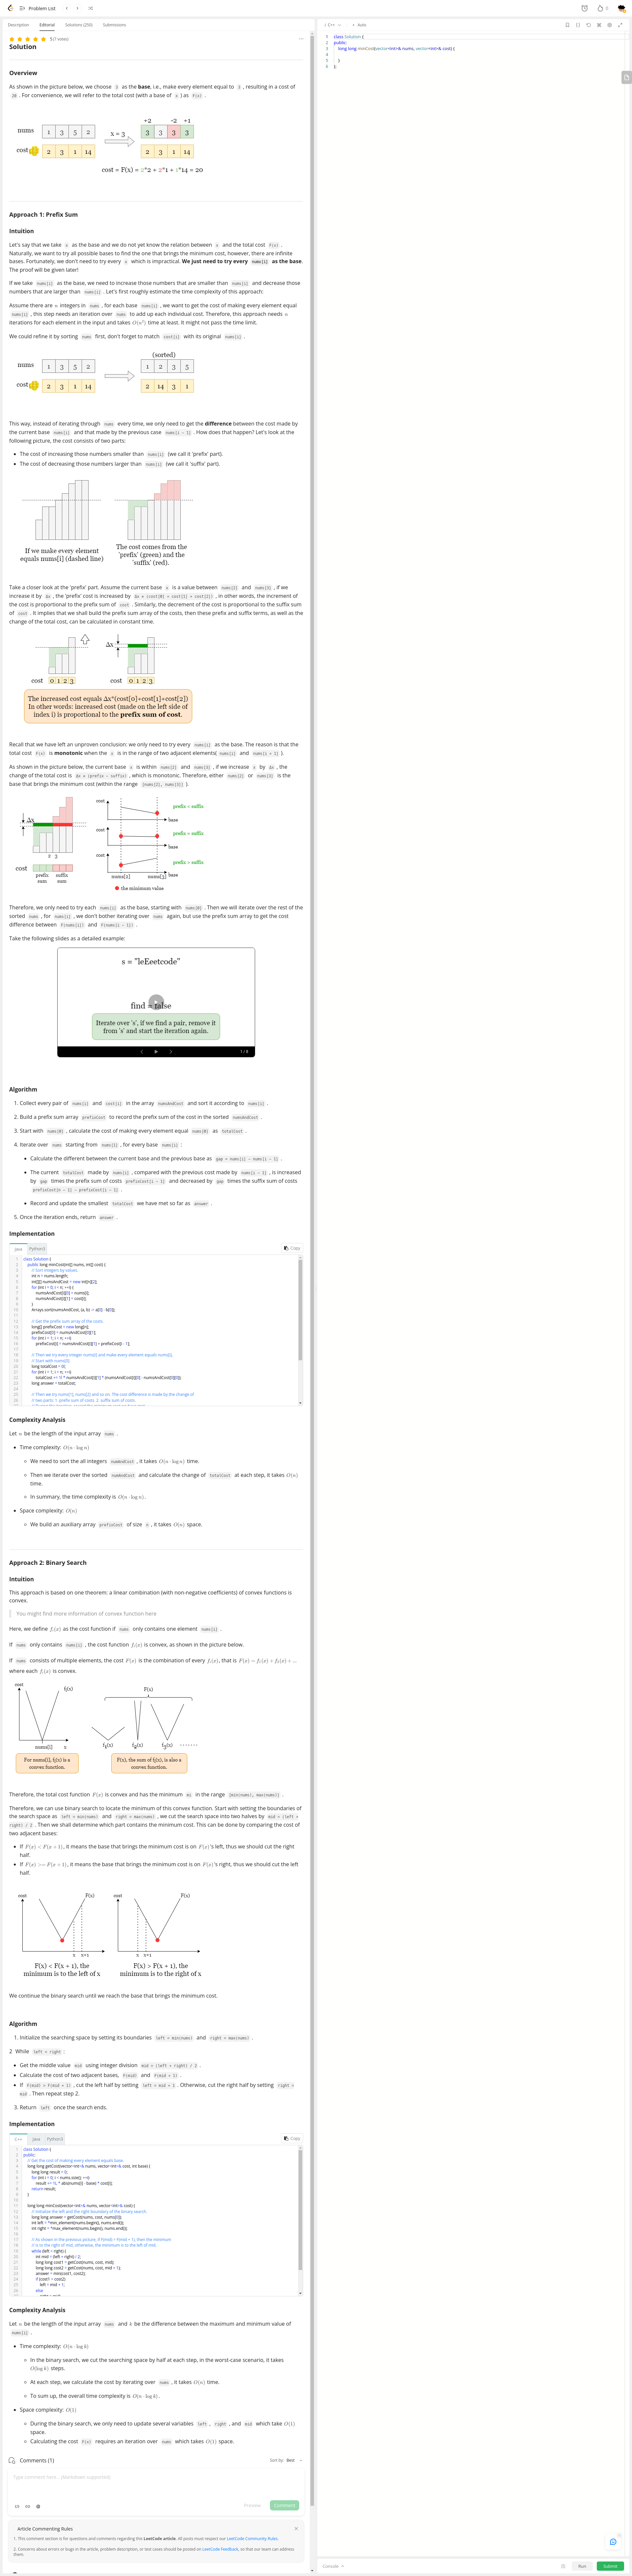 Problem List
Description
Editorial
Solutions (250)
Submissions
Solution
Overview
As shown in the picture below, we choose 3 as the base, i.e., make every element equal to 3 , resulting in a cost of
20 . For convenience, we will refer to the total cost (with a base of x ) as F(x) .
+2 -2 +1
nums 1 3 5 2 x = 3 3 3 3 3
cost 2 3 1 14 2 3 1 14
cost = F(x) = 2*2 + 2*1 + 1*14 = 20
Approach 1: Prefix Sum
Intuition
Let's say that we take x as the base and we do not yet know the relation between x and the total cost F(x) .
Naturally, we want to try all possible bases to find the one that brings the minimum cost, however, there are infinite
bases. Fortunately, we don't need to try every x which is impractical. We just need to try every nums[i] as the base.
The proof will be given later!
If we take nums[i] as the base, we need to increase those numbers that are smaller than nums[i] and decrease those
numbers that are larger than nums[i] . Let's first roughly estimate the time complexity of this approach:
Assume there are n integers in nums , for each base nums[i] , we want to get the cost of making every element equal
nums[i] , this step needs an iteration over nums to add up each individual cost. Therefore, this approach needs n
iterations for each element in the input and takes O(n²) time at least. It might not pass the time limit.
We could refine it by sorting nums first, don't forget to match cost[i] with its original nums[i] .
(sorted)
nums 1 3 5 2 1 2 3 5
cost 2 3 1 14 2 14 3 1
This way, instead of iterating through nums every time, we only need to get the difference between the cost made by
the current base nums[i] and that made by the previous case nums[i - 1] . How does that happen? Let's look at the
following picture, the cost consists of two parts:
• The cost of increasing those numbers smaller than nums[i] (we call it 'prefix' part).
• The cost of decreasing those numbers larger than nums[i] (we call it 'suffix' part).
If we make every element
equals nums[i] (dashed line)
The cost comes from the
'prefix' (green) and the
'suffix' (red).
Take a closer look at the 'prefix' part. Assume the current base x is a value between nums[2] and nums[3] , if we
increase it by Δx , the 'prefix' cost is increased by Δx × (cost[0] + cost[1] + cost[2]) , in other words, the increment of
the cost is proportional to the prefix sum of cost . Similarly, the decrement of the cost is proportional to the suffix sum
of cost . It implies that we shall build the prefix sum array of the costs, then these prefix and suffix terms, as well as the
change of the total cost, can be calculated in constant time.
Δx
cost 0 1 2 3
cost 0 1 2 3
The increased cost equals Δx*(cost[0]+cost[1]+cost[2])
In other words: increased cost (made on the left side of
index i) is proportional to the prefix sum of cost.
Recall that we have left an unproven conclusion: we only need to try every nums[i] as the base. The reason is that the
total cost F(x) is monotonic when the x is in the range of two adjacent elements( nums[i] and nums[i + 1] ).
As shown in the picture below, the current base x is within nums[2] and nums[3] , if we increase x by Δx , the
change of the total cost is Δx × (prefix - suffix) , which is monotonic. Therefore, either nums[2] or nums[3] is the
base that brings the minimum cost (within the range [nums[2], nums[3]] ).
cost
prefix < suffix
base
Δx
cost
prefix = suffix
base
2 3
cost
prefix > suffix
cost
prefix sum
suffix sum
nums[2] nums[3] base
the minimum value
Therefore, we only need to try each nums[i] as the base, starting with nums[0] . Then we will iterate over the rest of the
sorted nums , for nums[i] , we don't bother iterating over nums again, but use the prefix sum array to get the cost
difference between F(nums[i]) and F(nums[i - 1]) .
Take the following slides as a detailed example:
s = "leEeetcode"
find = false
Iterate over 's', if we find a pair, remove it
from 's' and start the iteration again.
1 / 8
Algorithm
1. Collect every pair of nums[i] and cost[i] in the array numsAndCost and sort it according to nums[i] .
2. Build a prefix sum array prefixCost to record the prefix sum of the cost in the sorted numsAndCost .
3. Start with nums[0] , calculate the cost of making every element equal nums[0] as totalCost .
4. Iterate over nums starting from nums[1] , for every base nums[i] :
• Calculate the different between the current base and the previous base as gap = nums[i] - nums[i - 1] .
• The current totalCost made by nums[i] , compared with the previous cost made by nums[i - 1] , is increased
by gap times the prefix sum of costs prefixCost[i - 1] and decreased by gap times the suffix sum of costs
prefixCost[n - 1] - prefixCost[i - 1] .
• Record and update the smallest totalCost we have met so far as answer .
5. Once the iteration ends, return answer .
Implementation
Java
Python3
Copy
1 class Solution {
2 public long minCost(int[] nums, int[] cost) {
3 // Sort integers by values.
4 int n = nums.length;
5 int[][] numsAndCost = new int[n][2];
6 for (int i = 0; i < n; ++i) {
7 numsAndCost[i][0] = nums[i];
8 numsAndCost[i][1] = cost[i];
9 }
10 Arrays.sort(numsAndCost, (a, b) -> a[0] - b[0]);
11
12 // Get the prefix sum array of the costs.
13 long[] prefixCost = new long[n];
14 prefixCost[0] = numsAndCost[0][1];
15 for (int i = 1; i < n; ++i)
16 prefixCost[i] = numsAndCost[i][1] + prefixCost[i - 1];
17
18 // Then we try every integer nums[i] and make every element equals nums[i],
19 // Start with nums[0]
20 long totalCost = 0l;
21 for (int i = 1; i < n; ++i)
22 totalCost += 1l * numsAndCost[i][1] * (numsAndCost[i][0] - numsAndCost[0][0]);
23 long answer = totalCost;
24
25 // Then we try nums[1], nums[2] and so on. The cost difference is made by the change of
26 // two parts: 1. prefix sum of costs. 2. suffix sum of costs.
Complexity Analysis
Let n be the length of the input array nums .
• Time complexity: O(n · log n)
◦ We need to sort the all integers numAndCost , it takes O(n · log n) time.
◦ Then we iterate over the sorted numAndCost and calculate the change of totalCost at each step, it takes O(n)
time.
◦ In summary, the time complexity is O(n · log n).
• Space complexity: O(n)
◦ We build an auxiliary array prefixCost of size n , it takes O(n) space.
Approach 2: Binary Search
Intuition
This approach is based on one theorem: a linear combination (with non-negative coefficients) of convex functions is
convex.
You might find more information of convex function here
Here, we define fᵢ(x) as the cost function if nums only contains one element nums[i] .
If nums only contains nums[i] , the cost function fᵢ(x) is convex, as shown in the picture below.
If nums consists of multiple elements, the cost F(x) is the combination of every fᵢ(x), that is F(x) = f₁(x) + f₂(x) + ...
where each fᵢ(x) is convex.
cost fi(x) F(x)
nums[i] x f1(x) f2(x) f3(x) ......
For nums[i], fi(x) is a
convex function.
F(x), the sum of fi(x), is also a
convex function.
Therefore, the total cost function F(x) is convex and has the minimum in the range [min(nums), max(nums)] .
Therefore, we can use binary search to locate the minimum of this convex function. Start with setting the boundaries of
the search space as left = min(nums) and right = max(nums) , we cut the search space into two halves by mid = (left +
right) / 2 . Then we shall determine which part contains the minimum cost. This can be done by comparing the cost of
two adjacent bases:
• If F(x) < F(x + 1), it means the base that brings the minimum cost is on F(x)'s left, thus we should cut the right
half.
• If F(x) >= F(x + 1), it means the base that brings the minimum cost is on F(x)'s right, thus we should cut the left
half.
cost F(x) cost F(x)
x x+1 x x+1
F(x) < F(x + 1), the
minimum is to the left of x
F(x) > F(x + 1), the
minimum is to the right of x
We continue the binary search until we reach the base that brings the minimum cost.
Algorithm
1. Initialize the searching space by setting its boundaries left = min(nums) and right = max(nums) .
2 While left < right :
• Get the middle value mid using integer division mid = (left + right) / 2 .
• Calculate the cost of two adjacent bases, F(mid) and F(mid + 1) .
• If F(mid) > F(mid + 1) , cut the left half by setting left = mid + 1 . Otherwise, cut the right half by setting right =
mid . Then repeat step 2.
3. Return left once the search ends.
Implementation
C++
Java
Python3
Copy
1 class Solution {
2 public:
3 // Get the cost of making every element equals base.
4 long long getCost(vector<int>& nums, vector<int>& cost, int base) {
5 long long result = 0;
6 for (int i = 0; i < nums.size(); ++i)
7 result += 1L * abs(nums[i] - base) * cost[i];
8 return result;
9 }
10
11 long long minCost(vector<int>& nums, vector<int>& cost) {
12 // Initialize the left and the right boundary of the binary search.
13 long long answer = getCost(nums, cost, nums[0]);
14 int left = *min_element(nums.begin(), nums.end());
15 int right = *max_element(nums.begin(), nums.end());
16
17 // As shown in the previous picture, if F(mid) > F(mid + 1), then the minimum
18 // is to the right of mid, otherwise, the minimum is to the left of mid.
19 while (left < right) {
20 int mid = (left + right) / 2;
21 long long cost1 = getCost(nums, cost, mid);
22 long long cost2 = getCost(nums, cost, mid + 1);
23 answer = min(cost1, cost2);
24 if (cost1 > cost2)
25 left = mid + 1;
26 else
Complexity Analysis
Let n be the length of the input array nums and k be the difference between the maximum and minimum value of
nums[i] .
• Time complexity: O(n · log k)
◦ In the binary search, we cut the searching space by half at each step, in the worst-case scenario, it takes
O(log k) steps.
◦ At each step, we calculate the cost by iterating over nums , it takes O(n) time.
◦ To sum up, the overall time complexity is O(n · log k).
• Space complexity: O(1)
◦ During the binary search, we only need to update several variables left , right , and mid which take O(1)
space.
◦ Calculating the cost F(x) requires an iteration over nums which takes O(1) space.
Comments (1)
Sort by: Best
Type comment here... (Markdown supported)
Preview
Comment
Article Commenting Rules
1. This comment section is for questions and comments regarding this LeetCode article. All posts must respect our LeetCode Community Rules.
2. Concerns about errors or bugs in the article, problem description, or test cases should be posted on LeetCode Feedback, so that our team can address
them.
C++
Auto
1 class Solution {
2 public:
3 long long minCost(vector<int>& nums, vector<int>& cost) {
4
5 }
6 };
Console
Run
Submit